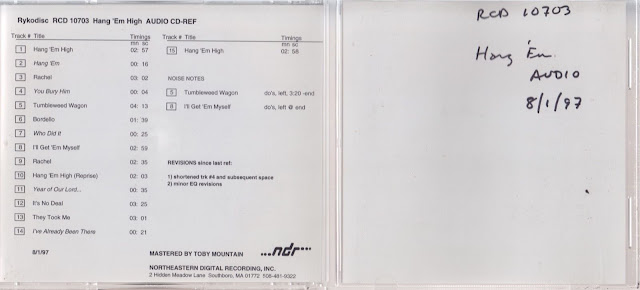 Rykodisc RCD 10703 Hang 'Em High AUDIO CD-REF
Track # Title Timings
mn sc
1 Hang 'Em High 02: 57
2 Hang 'Em 00: 16
3 Rachel 03: 02
4 You Bury Him 00: 04
5 Tumbleweed Wagon 04: 13
6 Bordello 01: 39
7 Who Did It 00: 25
8 I'll Get 'Em Myself 02: 59
9 Rachel 02: 35
10 Hang 'Em High (Reprise) 02: 03
11 Year of Our Lord... 00: 35
12 It's No Deal 03: 25
13 They Took Me 03: 01
14 I've Already Been There 00: 21
8/1/97
Track # Title Timings
mn sc
15 Hang 'Em High 02: 58
NOISE NOTES
5 Tumbleweed Wagon do's, left, 3:20 -end
8 I'll Get 'Em Myself do's, left @ end
REVISIONS since last ref:
1) shortened trk #4 and subsequent space
2) minor EQ revisions
MASTERED BY TOBY MOUNTAIN
...ndr...
NORTHEASTERN DIGITAL RECORDING, INC.
2 Hidden Meadow Lane Southboro, MA 01772 508-481-9322
RCD 10703
Hang 'Em
AUDIO
8/1/97